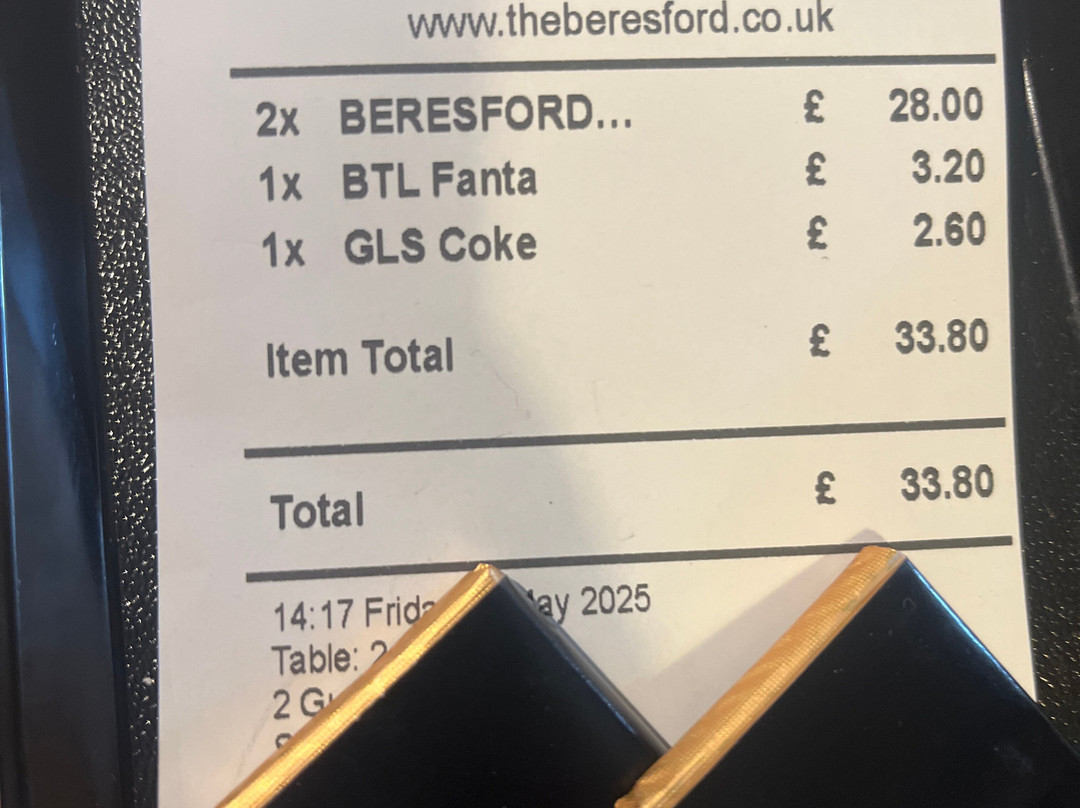 www.theberesford.co.uk
2x BERESFORD... £ 28.00
1x BTL Fanta £ 3.20
1x GLS Coke £ 2.60
Item Total £ 33.80
Total £ 33.80
14:17 2025
Table:
2